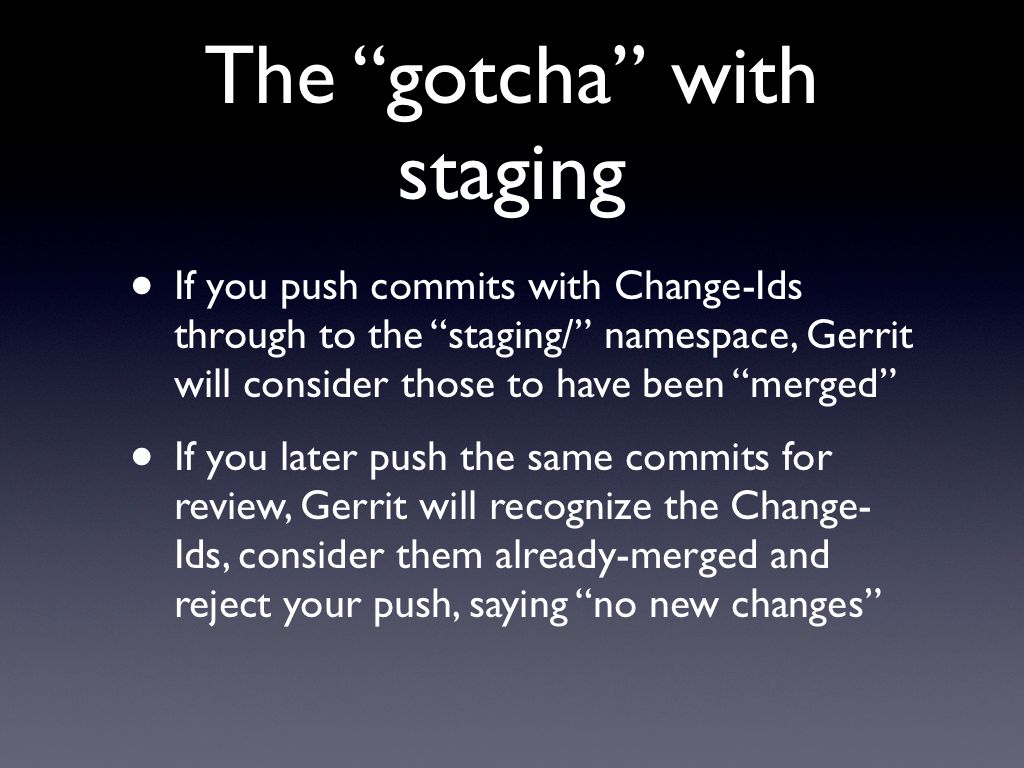 The “gotcha” with
staging
• If you push commits with Change-Ids
through to the “staging/” namespace, Gerrit
will consider those to have been “merged”
• If you later push the same commits for
review, Gerrit will recognize the Change-
Ids, consider them already-merged and
reject your push, saying “no new changes”